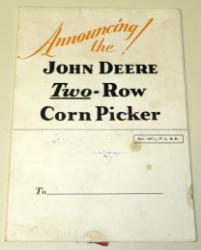 Announcing!
the
JOHN DEERE
Two-Row
Corn Picker
To